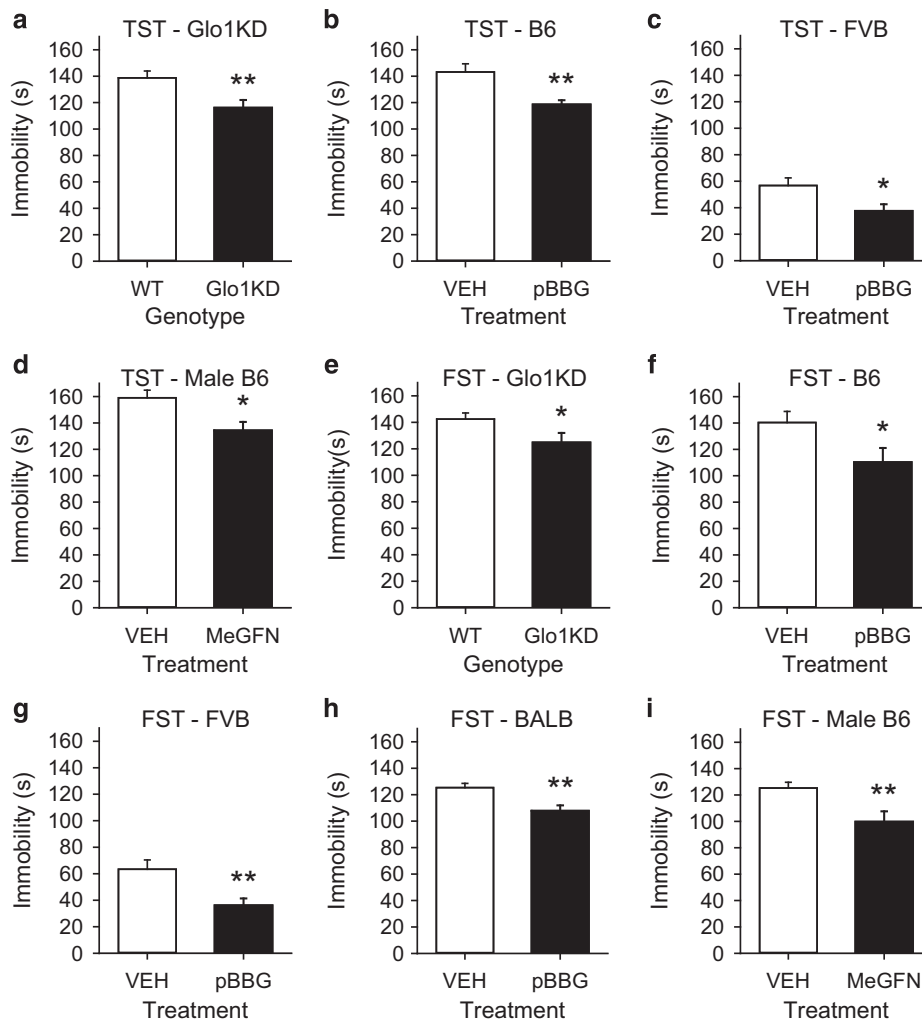 a
TST - Glo1KD
Immobility (s)
160
140
120
100
80
60
40
20
0
**
WT
Glo1KD
Genotype
b
TST - B6
Immobility (s)
160
140
120
100
80
60
40
20
0
**
VEH
pBBG
Treatment
c
TST - FVB
Immobility (s)
160
140
120
100
80
60
40
20
0
*
VEH
pBBG
Treatment
d
TST - Male B6
Immobility (s)
160
140
120
100
80
60
40
20
0
*
VEH
MeGFN
Treatment
e
FST - Glo1KD
Immobility(s)
160
140
120
100
80
60
40
20
0
*
WT
Glo1KD
Genotype
f
FST - B6
Immobility (s)
160
140
120
100
80
60
40
20
0
*
VEH
pBBG
Treatment
g
FST - FVB
Immobility (s)
160
140
120
100
80
60
40
20
0
**
VEH
pBBG
Treatment
h
FST - BALB
Immobility (s)
160
140
120
100
80
60
40
20
0
**
VEH
pBBG
Treatment
i
FST - Male B6
Immobility (s)
160
140
120
100
80
60
40
20
0
**
VEH
MeGFN
Treatment